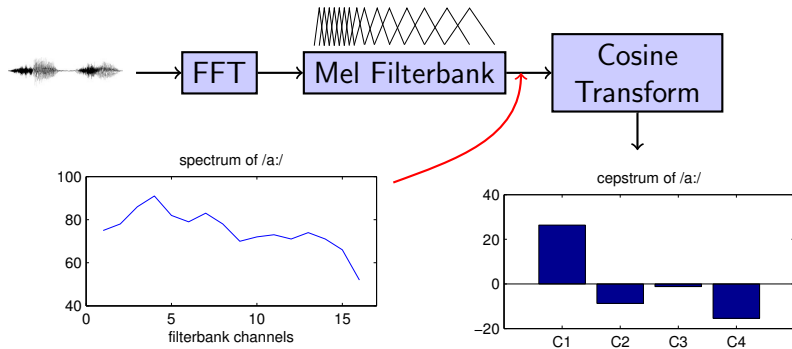 FFT
Mel Filterbank
Cosine
Transform
spectrum of /a:/
100
80
60
40
0
5
10
15
filterbank channels
cepstrum of /a:/
40
20
0
−20
C1
C2
C3
C4